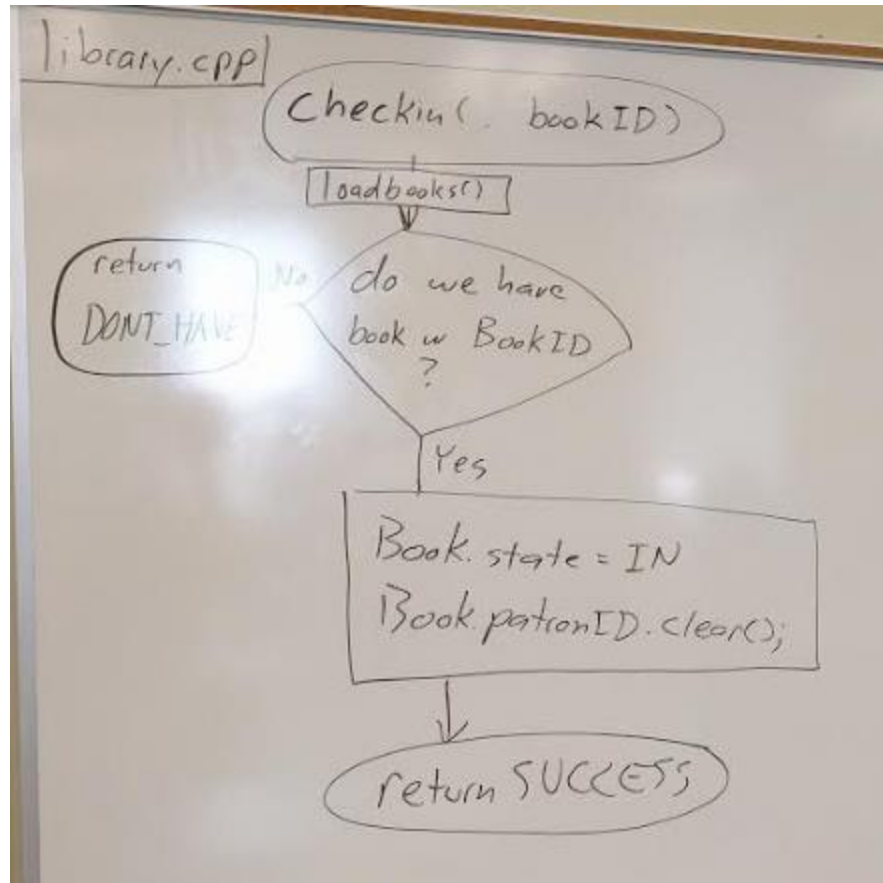 library.cpp
Checkin(. bookID)
loadbooks()
do we have
book w BookID
?
No
return
DONT_HAVE
Yes
Book.state = IN
Book.patronID.clear();
return SUCCESS